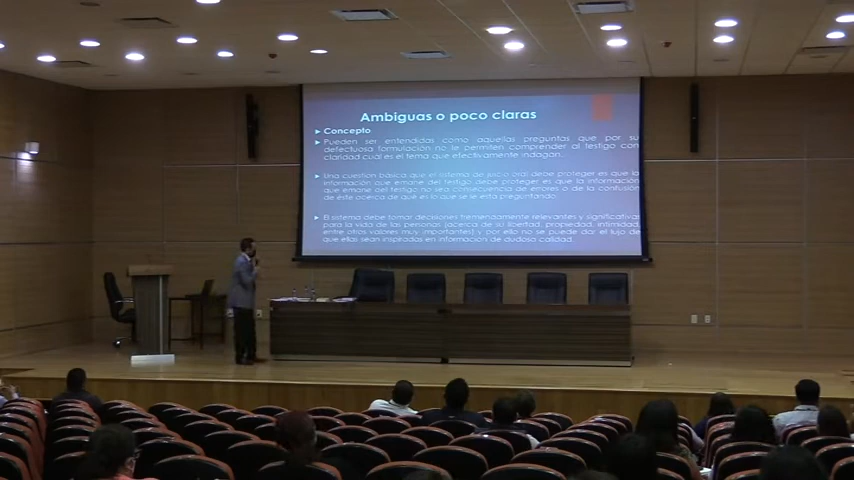 Ambiguas o poco claras
Concepto
Pueden ser entendidas como aquellas preguntas que por su
defectuosa formulación no le permiten comprender al testigo con
claridad cuál es el tema que efectivamente indagan.
Una cuestión básica que el sistema de juicio oral debe proteger es que la
información que emane del testigo debe proteger es que la información
que emane del testigo no sea consecuencia de errores o de la confusión
de éste acerca de que es lo que se le está preguntando.
El sistema debe tomar decisiones tremendamente relevantes y significativas
para la vida de las personas (acerca de su libertad, propiedad, intimidad,
entre otros valores muy importantes) y por ello no se puede dar el lujo de
que ellas sean inspiradas en información de dudosa calidad.